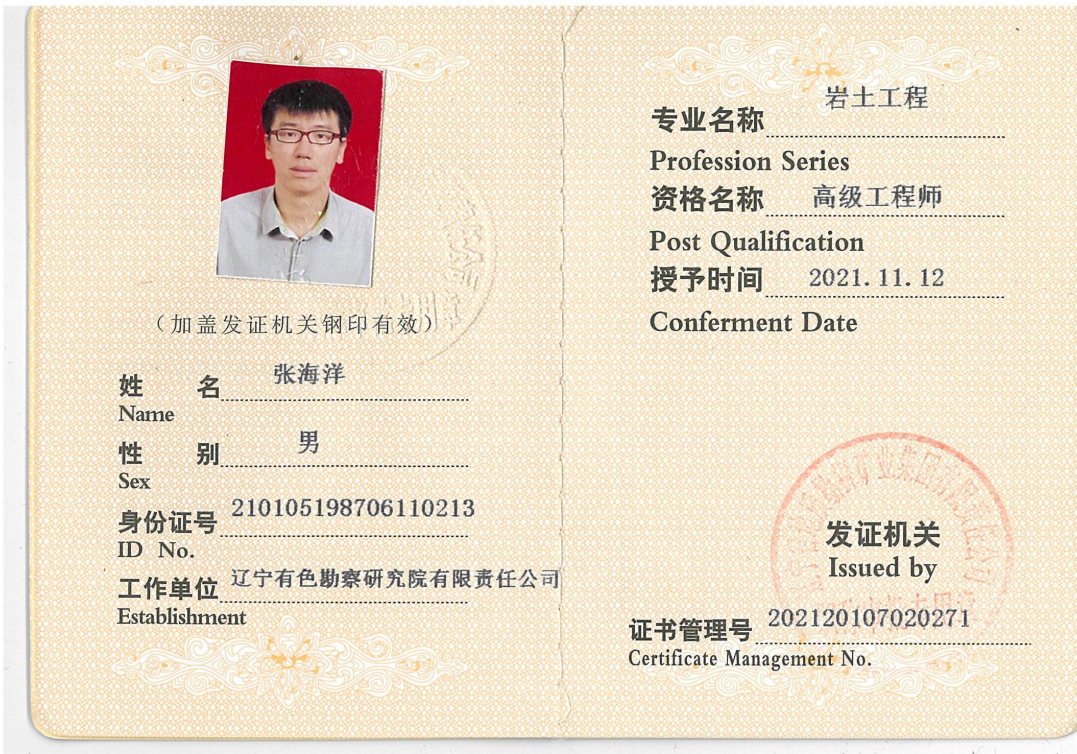 （加盖发证机关钢印有效）
姓 名 张海洋
Name
性 别 男
Sex
身份证号 210105198706110213
ID No.
工作单位 辽宁有色勘察研究院有限责任公司
Establishment
专业名称 岩土工程
Profession Series
资格名称 高级工程师
Post Qualification
授予时间 2021.11.12
Conferment Date
发证机关
Issued by
证书管理号 202120107020271
Certificate Management No.